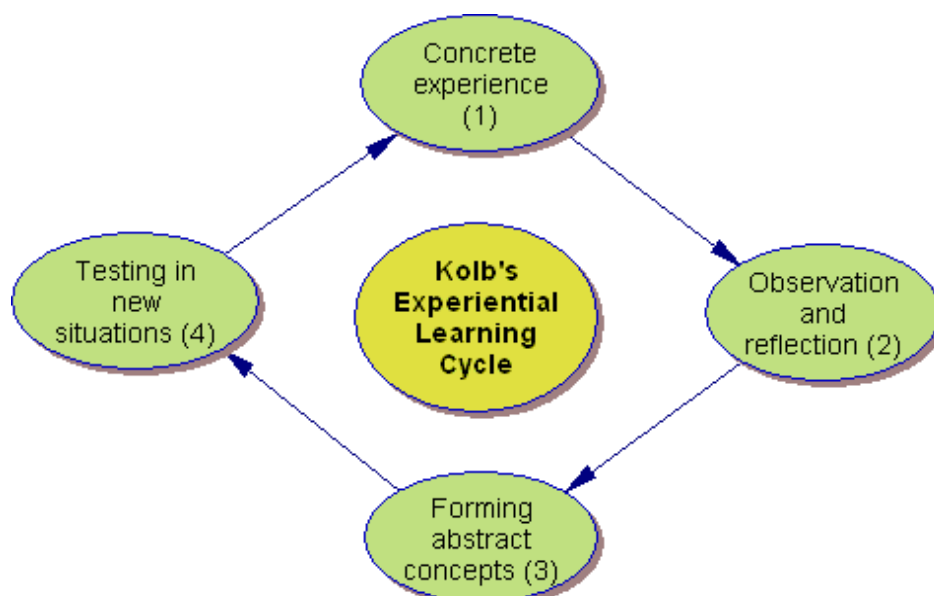 Concrete
experience
(1)
Testing in
new
situations (4)
Kolb's
Experiential
Learning
Cycle
Observation
and
reflection (2)
Forming
abstract
concepts (3)